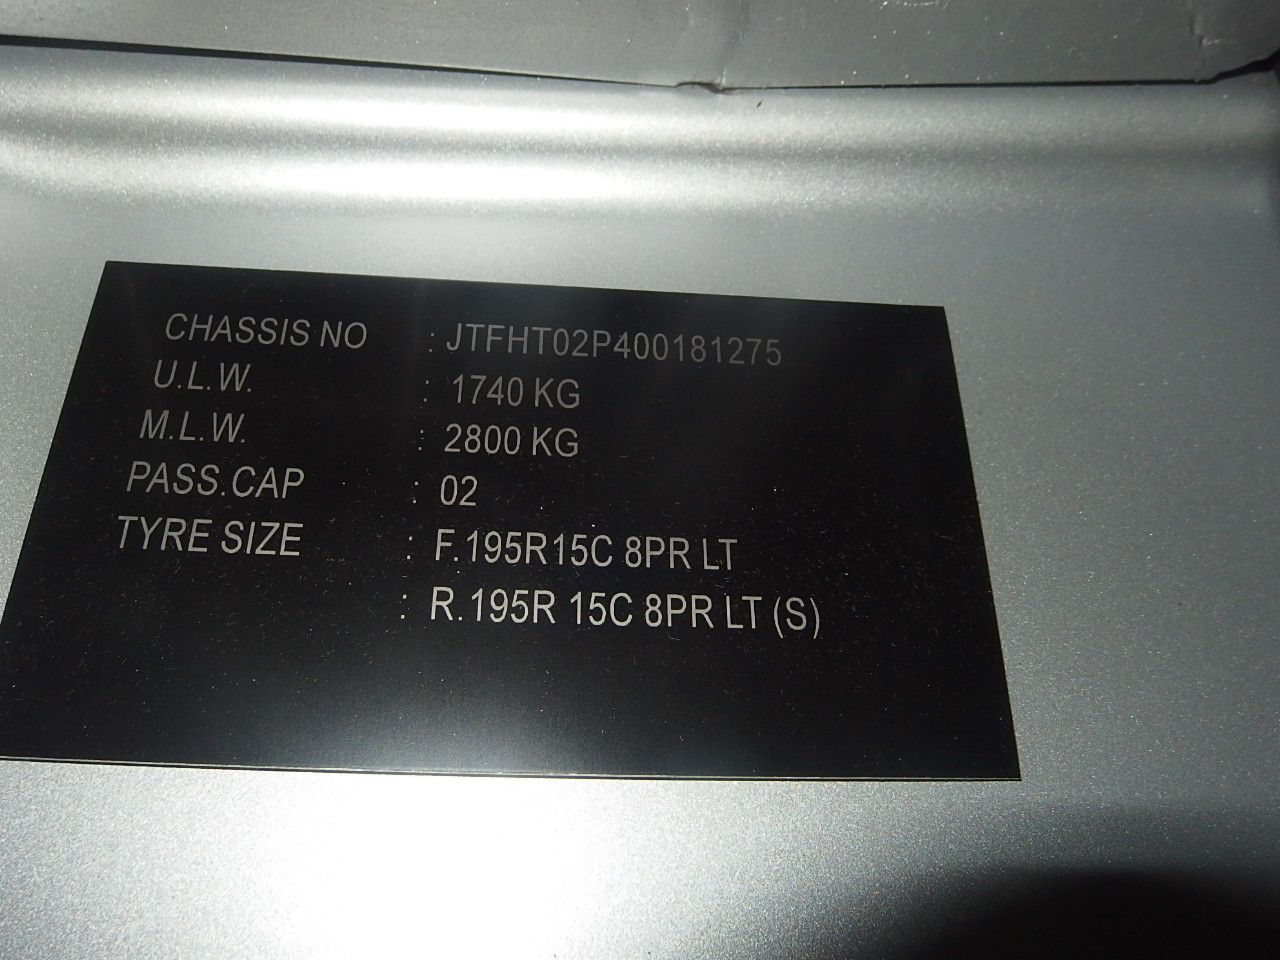 CHASSIS NO : JTFHT02P400181275
U.L.W. : 1740 KG
M.L.W. : 2800 KG
PASS.CAP : 02
TYRE SIZE : F.195R15C 8PR LT
: R.195R 15C 8PR LT (S)